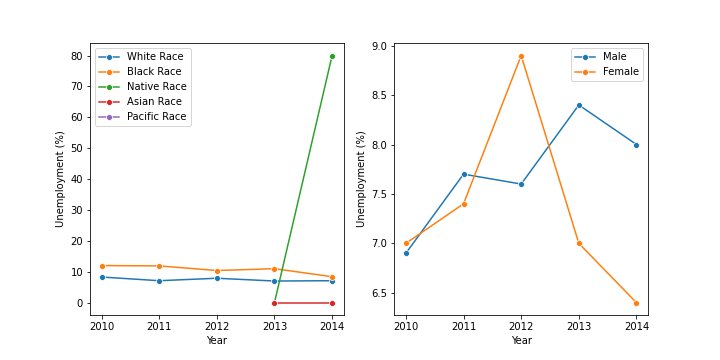 White Race
Black Race
Native Race
Asian Race
Pacific Race
80
70
60
50
40
30
20
10
0
Unemployment (%)
2010 2011 2012 2013 2014
Year
Male
Female
9.0
8.5
8.0
7.5
7.0
6.5
Unemployment (%)
2010 2011 2012 2013 2014
Year